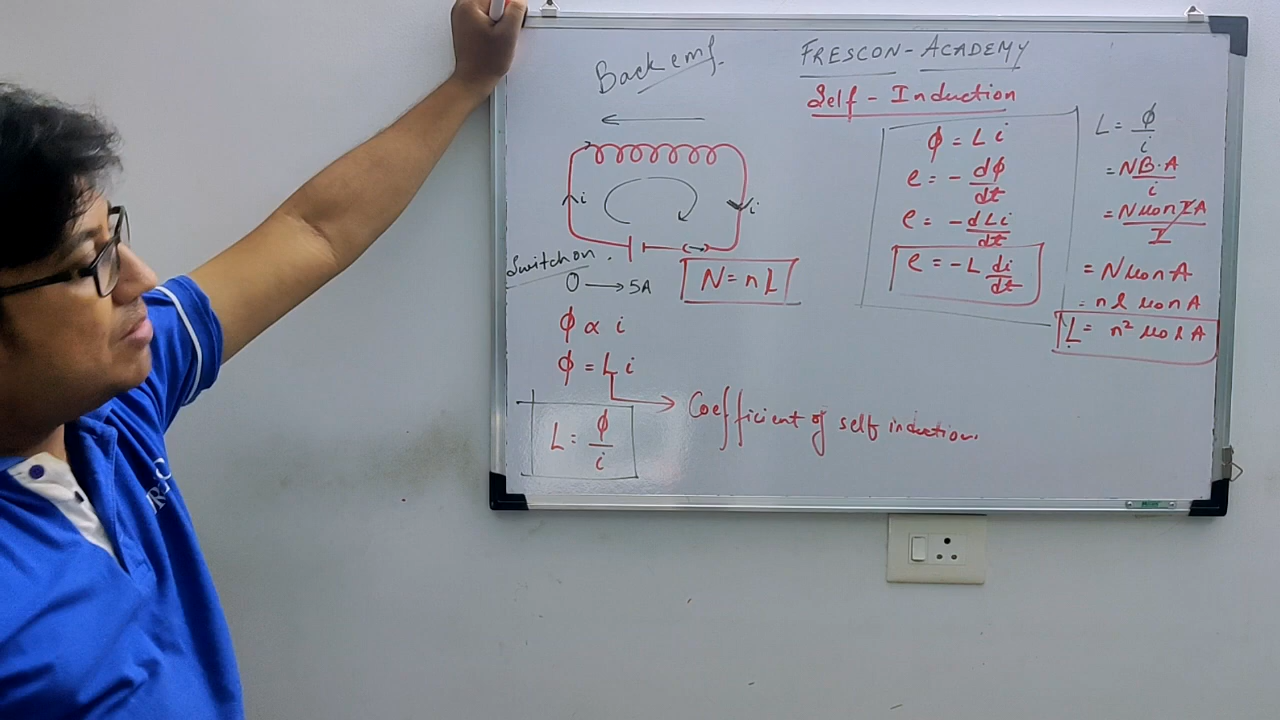 Back emf.
FRESCON - ACADEMY
Self - Induction
i
i
Switch on.
0 → 5A
N = n L
ϕ ∝ i
ϕ = L i
L = ϕ/i
Coefficient of self induction.
ϕ = L i
e = - dϕ/dt
e = - dLi/dt
e = - L di/dt
L = ϕ/i
= NB·A/i
= Nμ₀nIA/I
= Nμ₀nA
= nlμ₀nA
L = n²μ₀lA